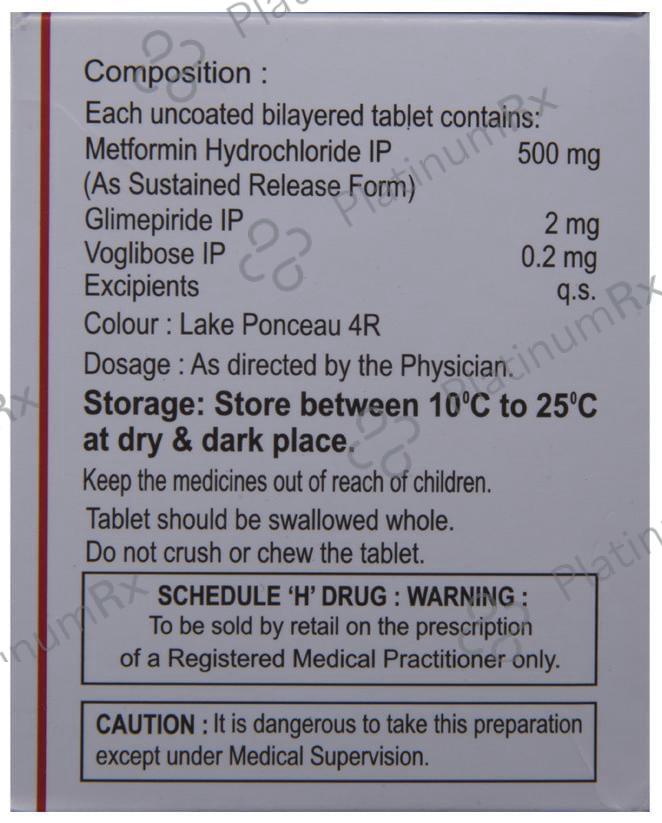 Composition :
Each uncoated bilayered tablet contains:
Metformin Hydrochloride IP 500 mg
(As Sustained Release Form)
Glimepiride IP 2 mg
Voglibose IP 0.2 mg
Excipients q.s.
Colour : Lake Ponceau 4R
Dosage : As directed by the Physician.
Storage: Store between 10⁰C to 25⁰C
at dry & dark place.
Keep the medicines out of reach of children.
Tablet should be swallowed whole.
Do not crush or chew the tablet.
SCHEDULE ‘H’ DRUG : WARNING :
To be sold by retail on the prescription
of a Registered Medical Practitioner only.
CAUTION : It is dangerous to take this preparation
except under Medical Supervision.
PlatinumRx
PlatinumRx